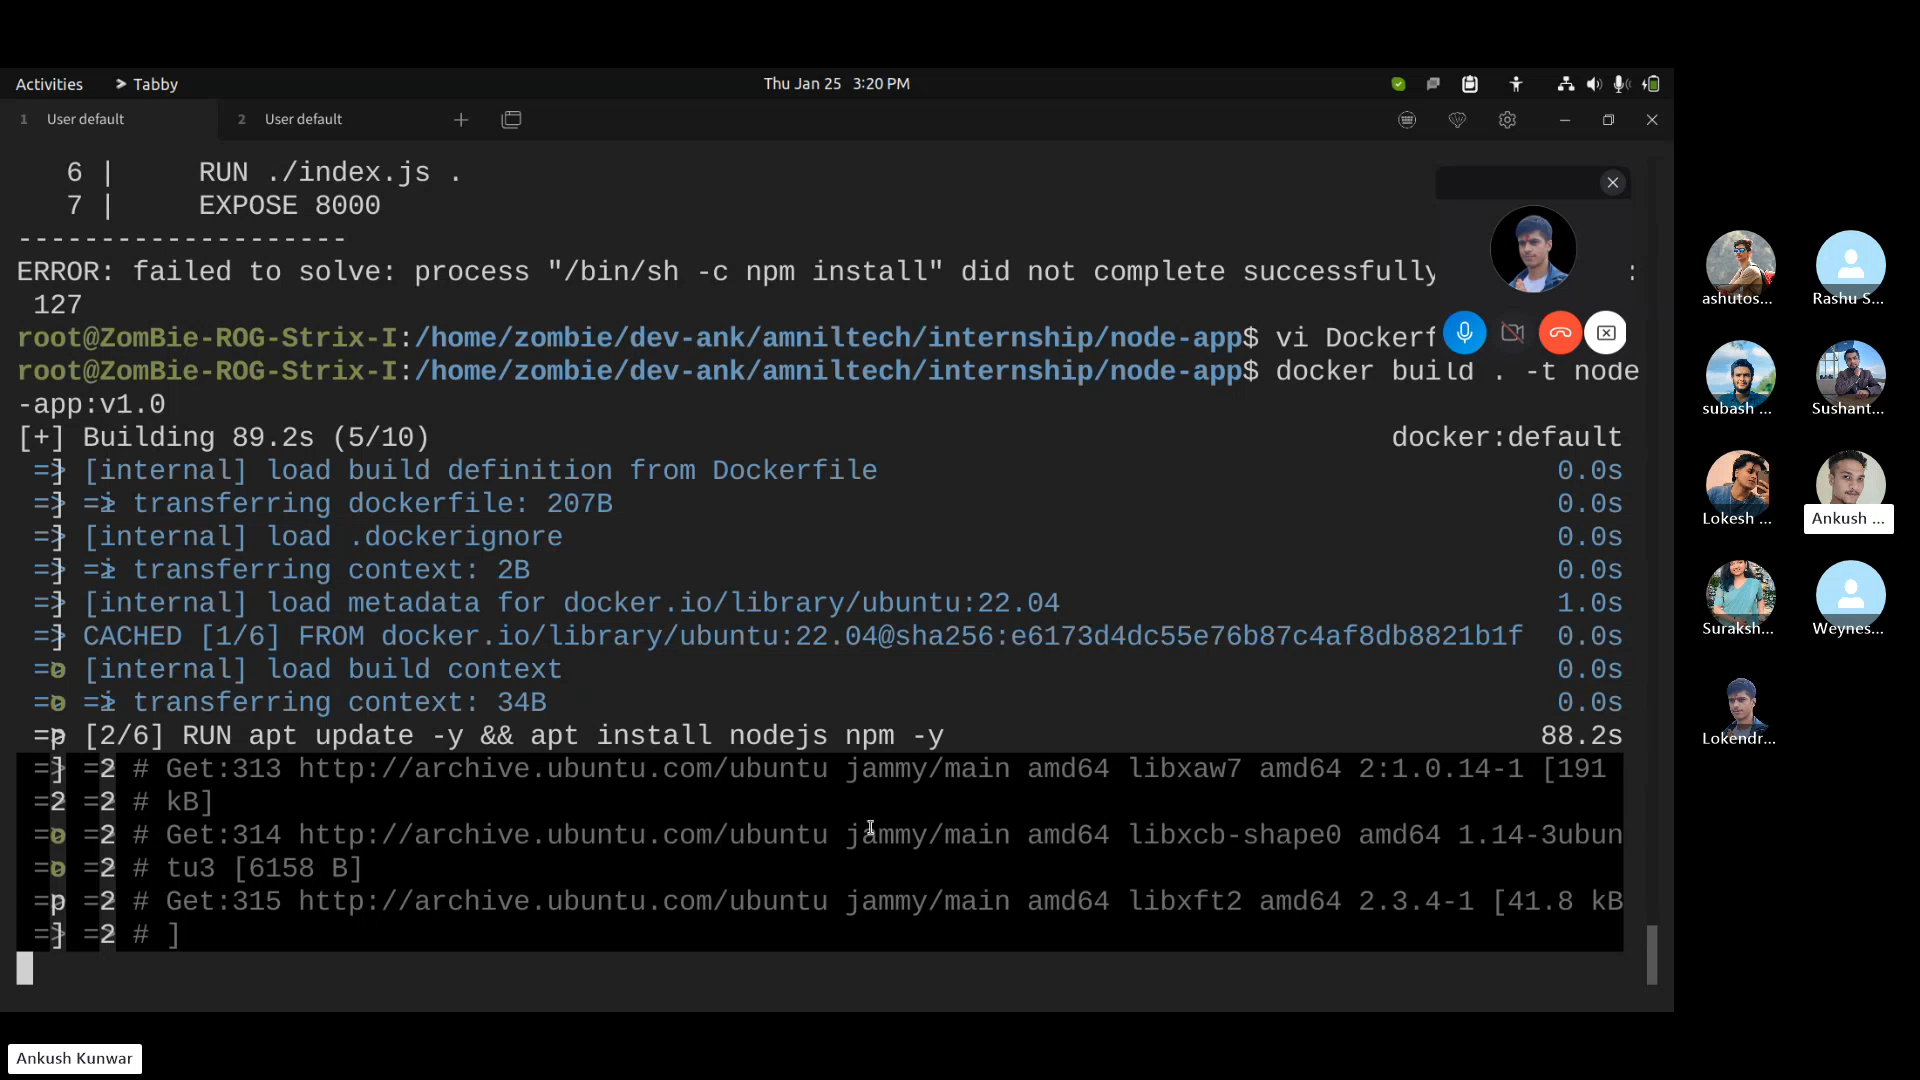 Activities
Tabby
Thu Jan 25 3:20 PM
1 User default
2 User default
6 | RUN ./index.js .
7 | EXPOSE 8000
--------------------
ERROR: failed to solve: process "/bin/sh -c npm install" did not complete successfully :
127
root@ZomBie-ROG-Strix-I:/home/zombie/dev-ank/amniltech/internship/node-app$ vi Dockerf
root@ZomBie-ROG-Strix-I:/home/zombie/dev-ank/amniltech/internship/node-app$ docker build . -t node
-app:v1.0
[+] Building 89.2s (5/10) docker:default
=> [internal] load build definition from Dockerfile 0.0s
=> => transferring dockerfile: 207B 0.0s
=> [internal] load .dockerignore 0.0s
=> => transferring context: 2B 0.0s
=> [internal] load metadata for docker.io/library/ubuntu:22.04 1.0s
=> CACHED [1/6] FROM docker.io/library/ubuntu:22.04@sha256:e6173d4dc55e76b87c4af8db8821b1f 0.0s
=> [internal] load build context 0.0s
=> => transferring context: 34B 0.0s
=> [2/6] RUN apt update -y && apt install nodejs npm -y 88.2s
=> => # Get:313 http://archive.ubuntu.com/ubuntu jammy/main amd64 libxaw7 amd64 2:1.0.14-1 [191
=> => # kB]
=> => # Get:314 http://archive.ubuntu.com/ubuntu jammy/main amd64 libxcb-shape0 amd64 1.14-3ubun
=> => # tu3 [6158 B]
=> => # Get:315 http://archive.ubuntu.com/ubuntu jammy/main amd64 libxft2 amd64 2.3.4-1 [41.8 kB
=> => # ]
ashutos...
Rashu S...
subash ...
Sushant...
Lokesh ...
Ankush ...
Suraksh...
Weynes...
Lokendr...
Ankush Kunwar